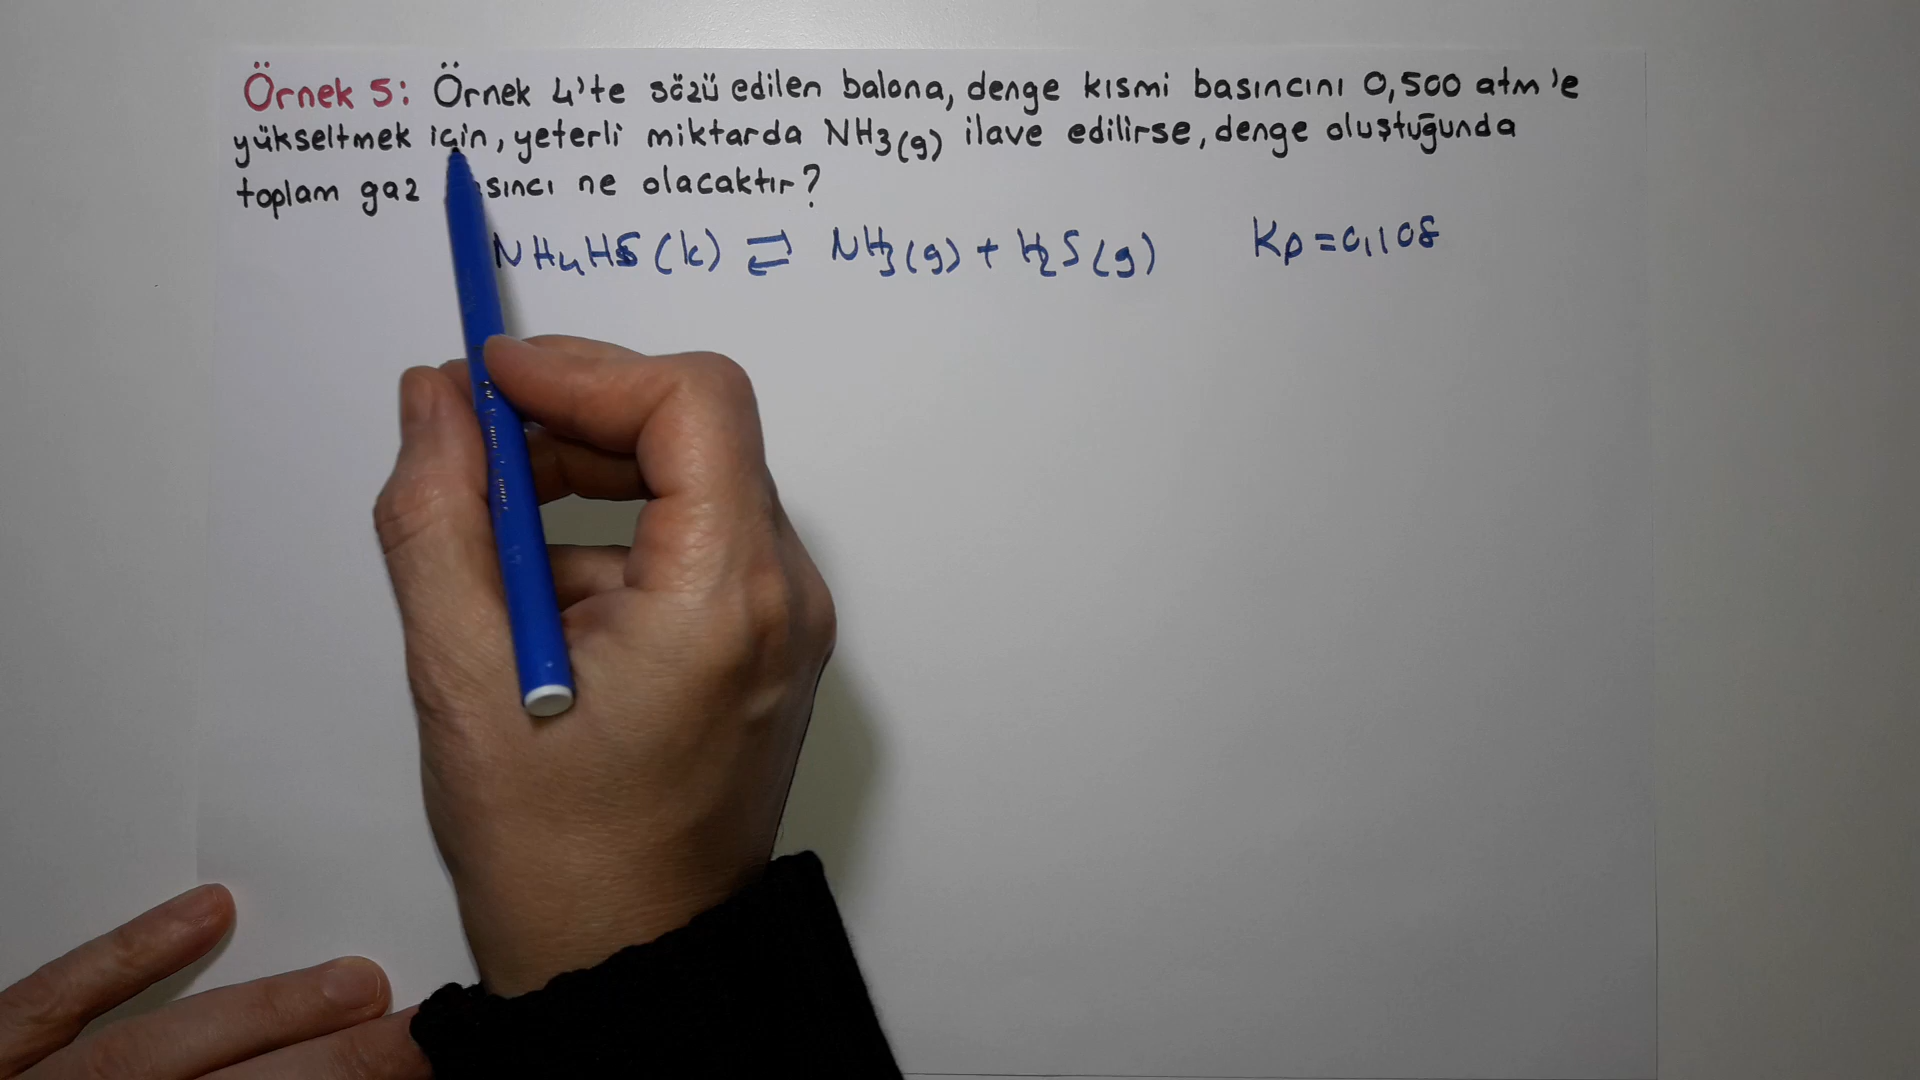 Örnek 5: Örnek 4'te sözü edilen balona, denge kısmi basıncını 0,500 atm'e
yükseltmek için, yeterli miktarda NH3(g) ilave edilirse, denge oluştuğunda
toplam gaz sıncı ne olacaktır?
NH4HS(k) ⇌ NH3(g) + H2S(g) Kp=0,108